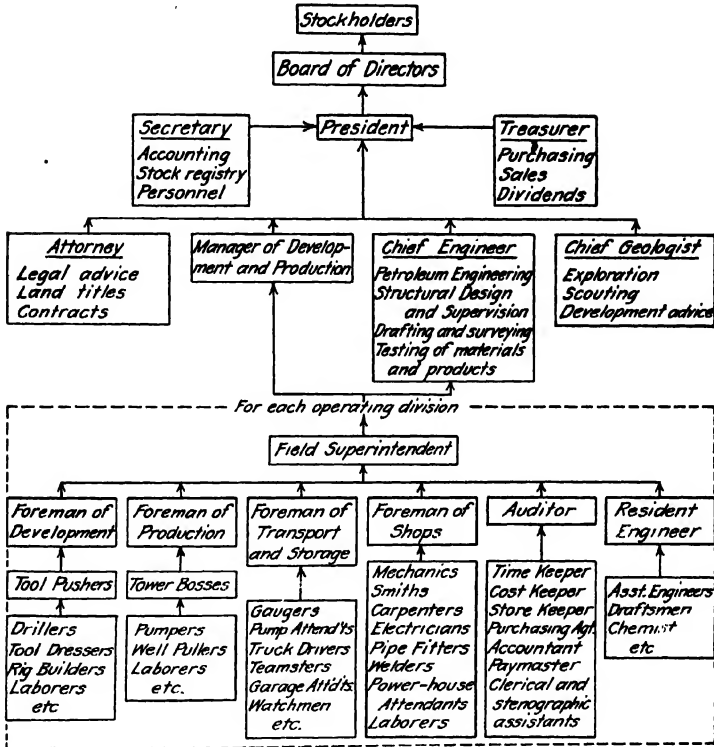 Stockholders
Board of Directors
Secretary
Accounting
Stock registry
Personnel
President
Treasurer
Purchasing
Sales
Dividends
Attorney
Legal advice
Land titles
Contracts
Manager of Develop-
ment and Production
Chief Engineer
Petroleum Engineering
Structural Design
and Supervision
Drafting and surveying
Testing of materials
and products
Chief Geologist
Exploration
Scouting
Development advice
For each operating division
Field Superintendent
Foreman of
Development
Tool Pushers
Drillers
Tool Dressers
Rig Builders
Laborers
etc
Foreman of
Production
Tower Bosses
Pumpers
Well Pullers
Laborers
etc.
Foreman of
Transport
and Storage
Gaugers
Pump Attend'ts
Truck Drivers
Teamsters
Garage Attd'ts.
Watchmen
etc.
Foreman of
Shops
Mechanics
Smiths
Carpenters
Electricians
Pipe Fitters
Welders
Power-house
Attendants
Laborers
Auditor
Time Keeper
Cost Keeper
Store Keeper
Purchasing Agt.
Accountant
Paymaster
Clerical and
stenographic
assistants
Resident
Engineer
Asst. Engineers
Draftsmen
Chemist
etc